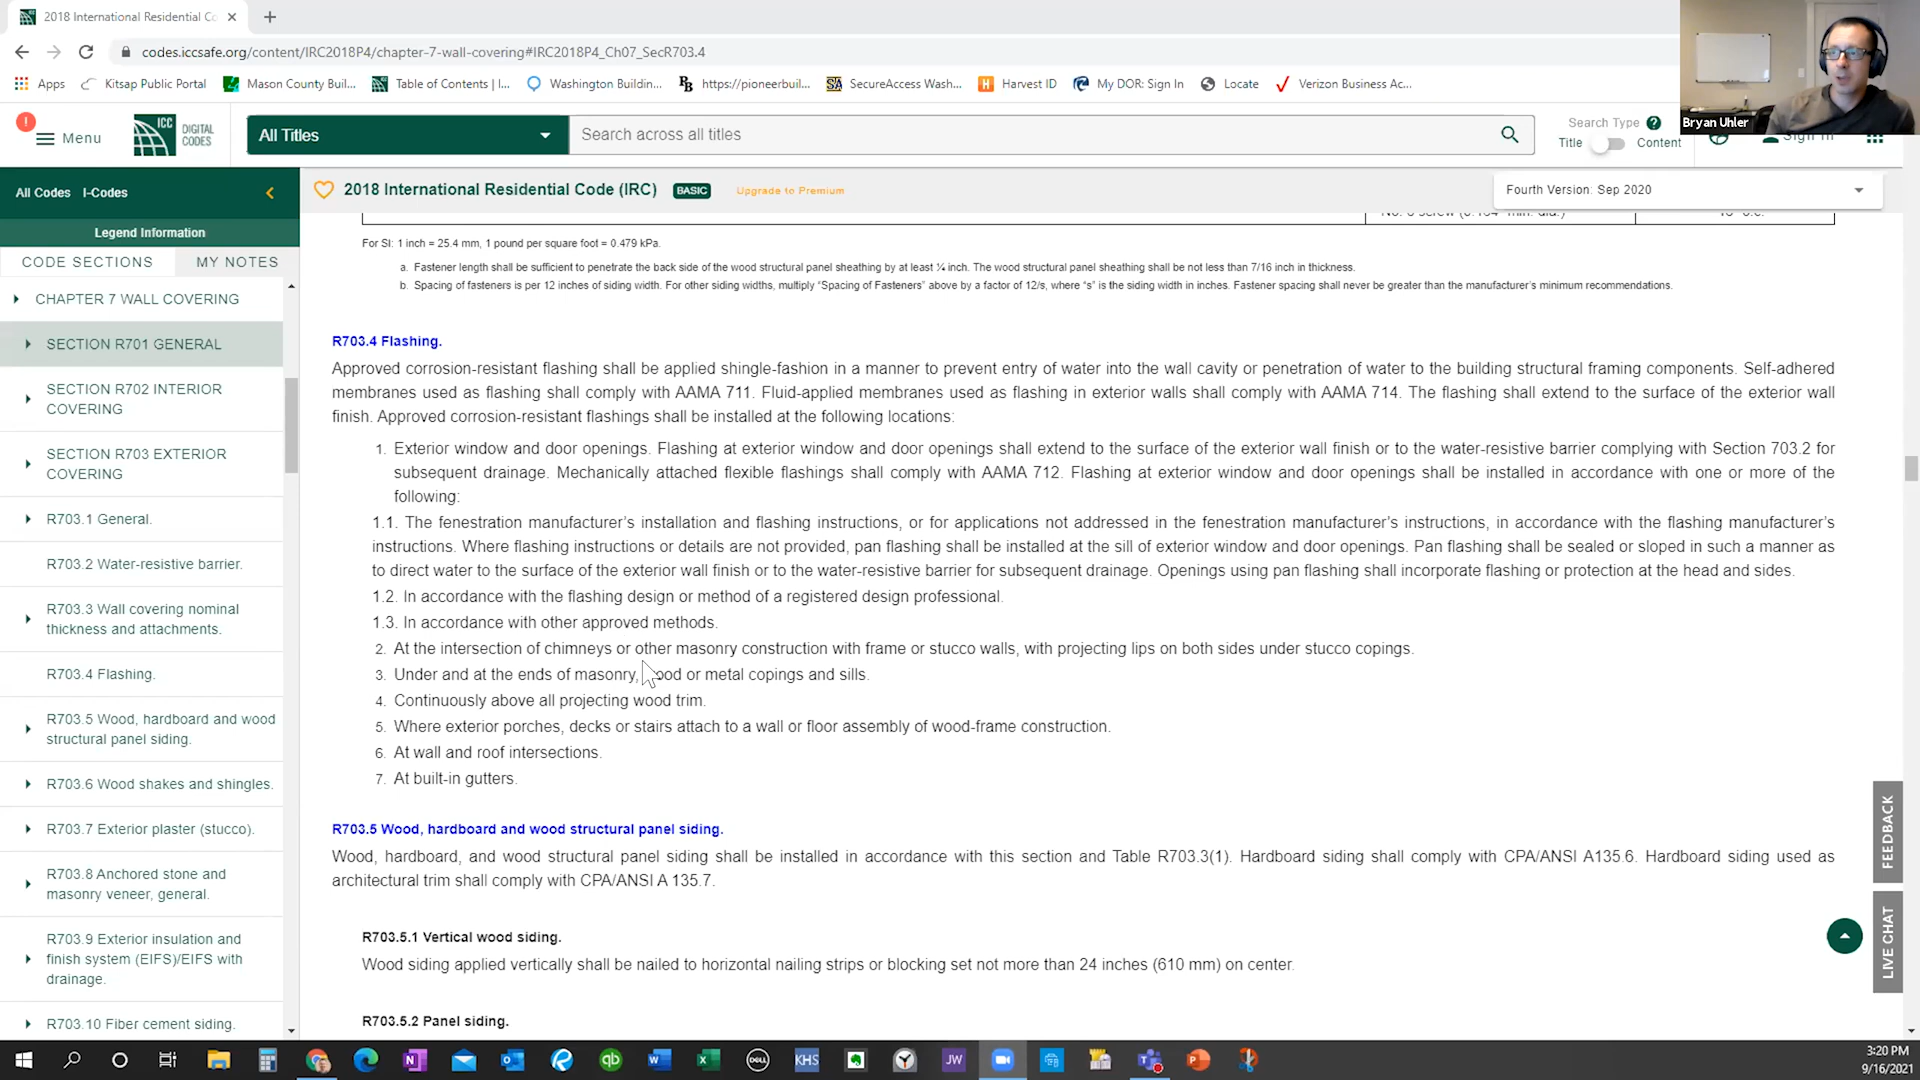 2018 International Residential Co
codes.iccsafe.org/content/IRC2018P4/chapter-7-wall-covering#IRC2018P4_Ch07_SecR703.4
Apps Kitsap Public Portal Mason County Buil... Table of Contents | I... Washington Buildin... https://pioneerbuil... SecureAccess Wash... Harvest ID My DOR: Sign In Locate Verizon Business Ac...
Bryan Uhler
Menu
ICC DIGITAL CODES
All Titles
Search across all titles
Search Type
Title Content
Sign In
All Codes I-Codes
2018 International Residential Code (IRC) BASIC Upgrade to Premium
Fourth Version: Sep 2020
Legend Information
CODE SECTIONS MY NOTES
CHAPTER 7 WALL COVERING
SECTION R701 GENERAL
SECTION R702 INTERIOR
COVERING
SECTION R703 EXTERIOR
COVERING
R703.1 General.
R703.2 Water-resistive barrier.
R703.3 Wall covering nominal
thickness and attachments.
R703.4 Flashing.
R703.5 Wood, hardboard and wood
structural panel siding.
R703.6 Wood shakes and shingles.
R703.7 Exterior plaster (stucco).
R703.8 Anchored stone and
masonry veneer, general.
R703.9 Exterior insulation and
finish system (EIFS)/EIFS with
drainage.
R703.10 Fiber cement siding.
For SI: 1 inch = 25.4 mm, 1 pound per square foot = 0.479 kPa.
a. Fastener length shall be sufficient to penetrate the back side of the wood structural panel sheathing by at least ¼ inch. The wood structural panel sheathing shall be not less than 7/16 inch in thickness.
b. Spacing of fasteners is per 12 inches of siding width. For other siding widths, multiply "Spacing of Fasteners" above by a factor of 12/s, where "s" is the siding width in inches. Fastener spacing shall never be greater than the manufacturer's minimum recommendations.
R703.4 Flashing.
Approved corrosion-resistant flashing shall be applied shingle-fashion in a manner to prevent entry of water into the wall cavity or penetration of water to the building structural framing components. Self-adhered
membranes used as flashing shall comply with AAMA 711. Fluid-applied membranes used as flashing in exterior walls shall comply with AAMA 714. The flashing shall extend to the surface of the exterior wall
finish. Approved corrosion-resistant flashings shall be installed at the following locations:
1. Exterior window and door openings. Flashing at exterior window and door openings shall extend to the surface of the exterior wall finish or to the water-resistive barrier complying with Section 703.2 for
subsequent drainage. Mechanically attached flexible flashings shall comply with AAMA 712. Flashing at exterior window and door openings shall be installed in accordance with one or more of the
following:
1.1. The fenestration manufacturer's installation and flashing instructions, or for applications not addressed in the fenestration manufacturer's instructions, in accordance with the flashing manufacturer's
instructions. Where flashing instructions or details are not provided, pan flashing shall be installed at the sill of exterior window and door openings. Pan flashing shall be sealed or sloped in such a manner as
to direct water to the surface of the exterior wall finish or to the water-resistive barrier for subsequent drainage. Openings using pan flashing shall incorporate flashing or protection at the head and sides.
1.2. In accordance with the flashing design or method of a registered design professional.
1.3. In accordance with other approved methods.
2. At the intersection of chimneys or other masonry construction with frame or stucco walls, with projecting lips on both sides under stucco copings.
3. Under and at the ends of masonry, wood or metal copings and sills.
4. Continuously above all projecting wood trim.
5. Where exterior porches, decks or stairs attach to a wall or floor assembly of wood-frame construction.
6. At wall and roof intersections.
7. At built-in gutters.
R703.5 Wood, hardboard and wood structural panel siding.
Wood, hardboard, and wood structural panel siding shall be installed in accordance with this section and Table R703.3(1). Hardboard siding shall comply with CPA/ANSI A135.6. Hardboard siding used as
architectural trim shall comply with CPA/ANSI A 135.7.
R703.5.1 Vertical wood siding.
Wood siding applied vertically shall be nailed to horizontal nailing strips or blocking set not more than 24 inches (610 mm) on center.
R703.5.2 Panel siding.
FEEDBACK
LIVE CHAT
DELL KHS JW
3:20 PM
9/16/2021